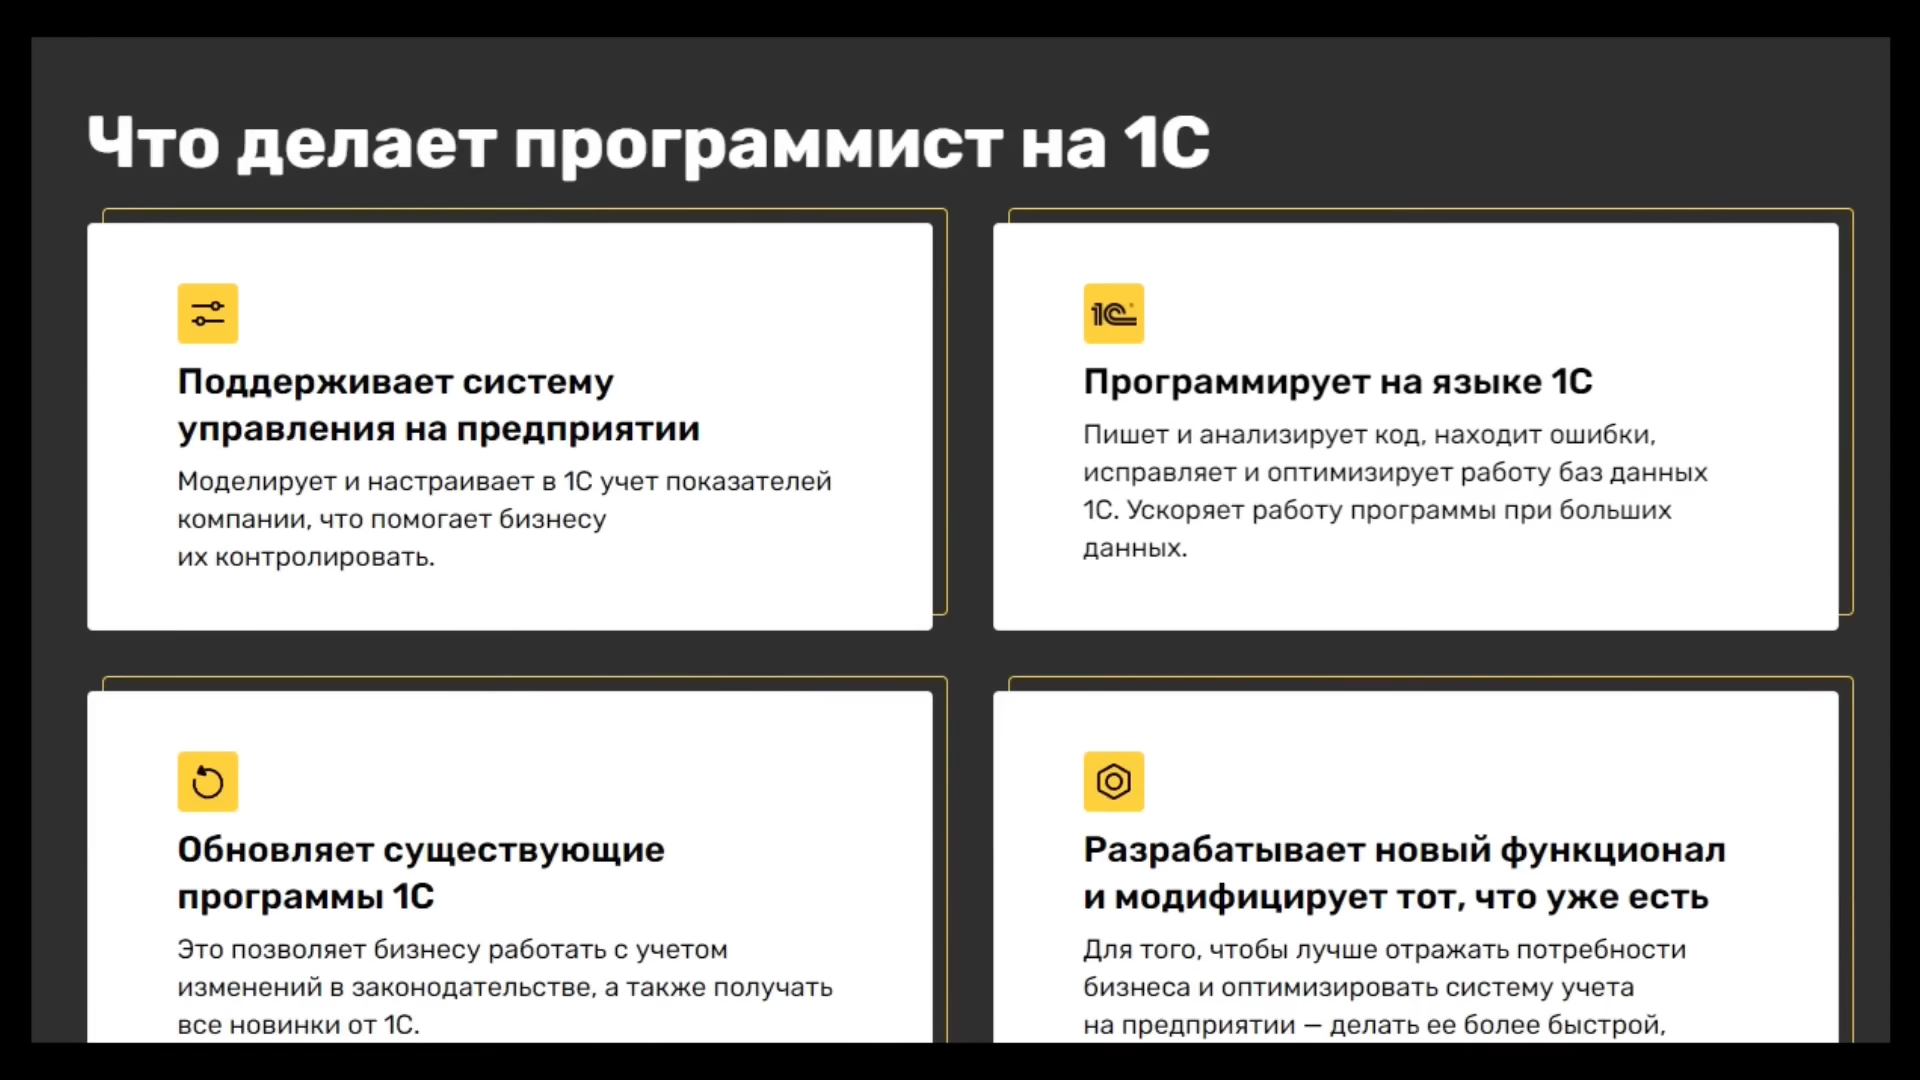 Что делает программист на 1С
Поддерживает систему
управления на предприятии
Моделирует и настраивает в 1С учет показателей
компании, что помогает бизнесу
их контролировать.
1С
Программирует на языке 1С
Пишет и анализирует код, находит ошибки,
исправляет и оптимизирует работу баз данных
1С. Ускоряет работу программы при больших
данных.
Обновляет существующие
программы 1С
Это позволяет бизнесу работать с учетом
изменений в законодательстве, а также получать
все новинки от 1С.
Разрабатывает новый функционал
и модифицирует тот, что уже есть
Для того, чтобы лучше отражать потребности
бизнеса и оптимизировать систему учета
на предприятии — делать ее более быстрой,